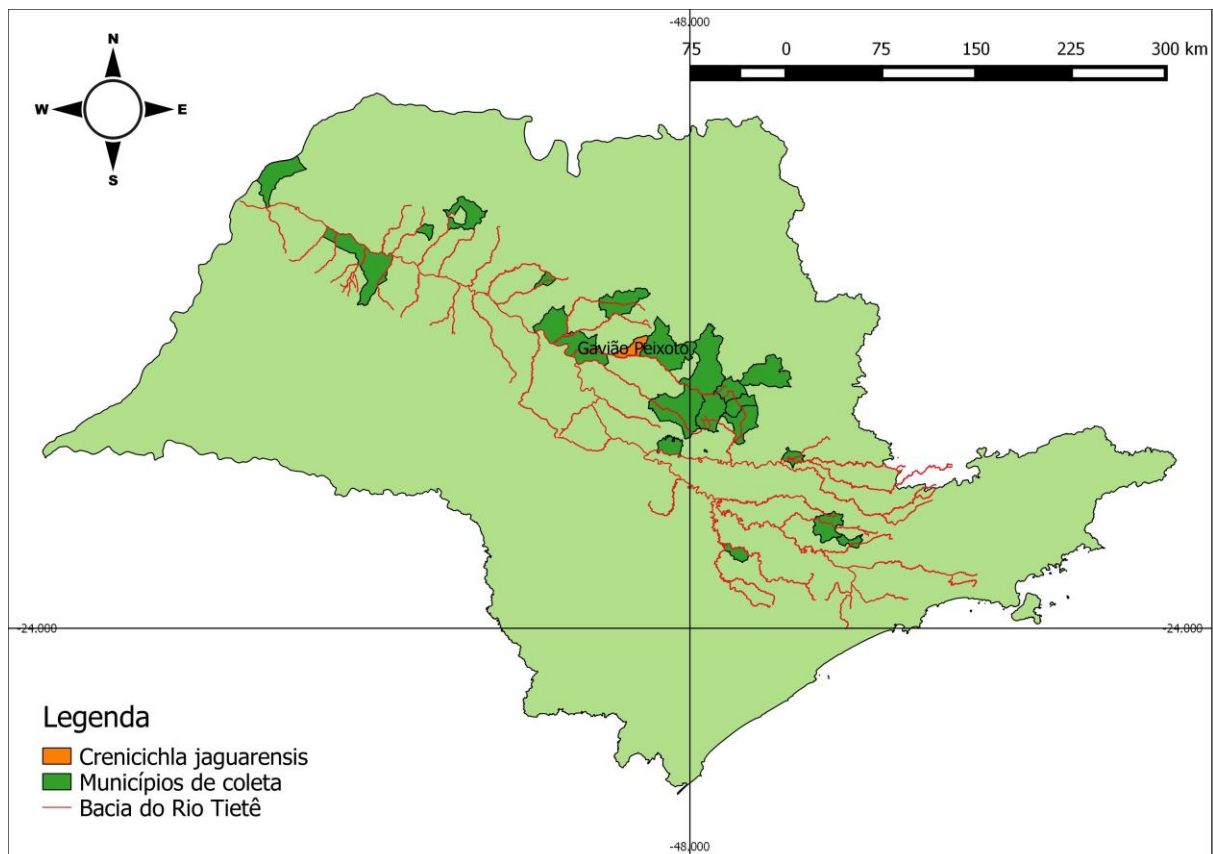 -48.000
N
W E
S
75 0 75 150 225 300 km
Gavião Peixoto
-24.000 -24.000
Legenda
Crenicichla jaguarensis
Municípios de coleta
Bacia do Rio Tietê
-48.000